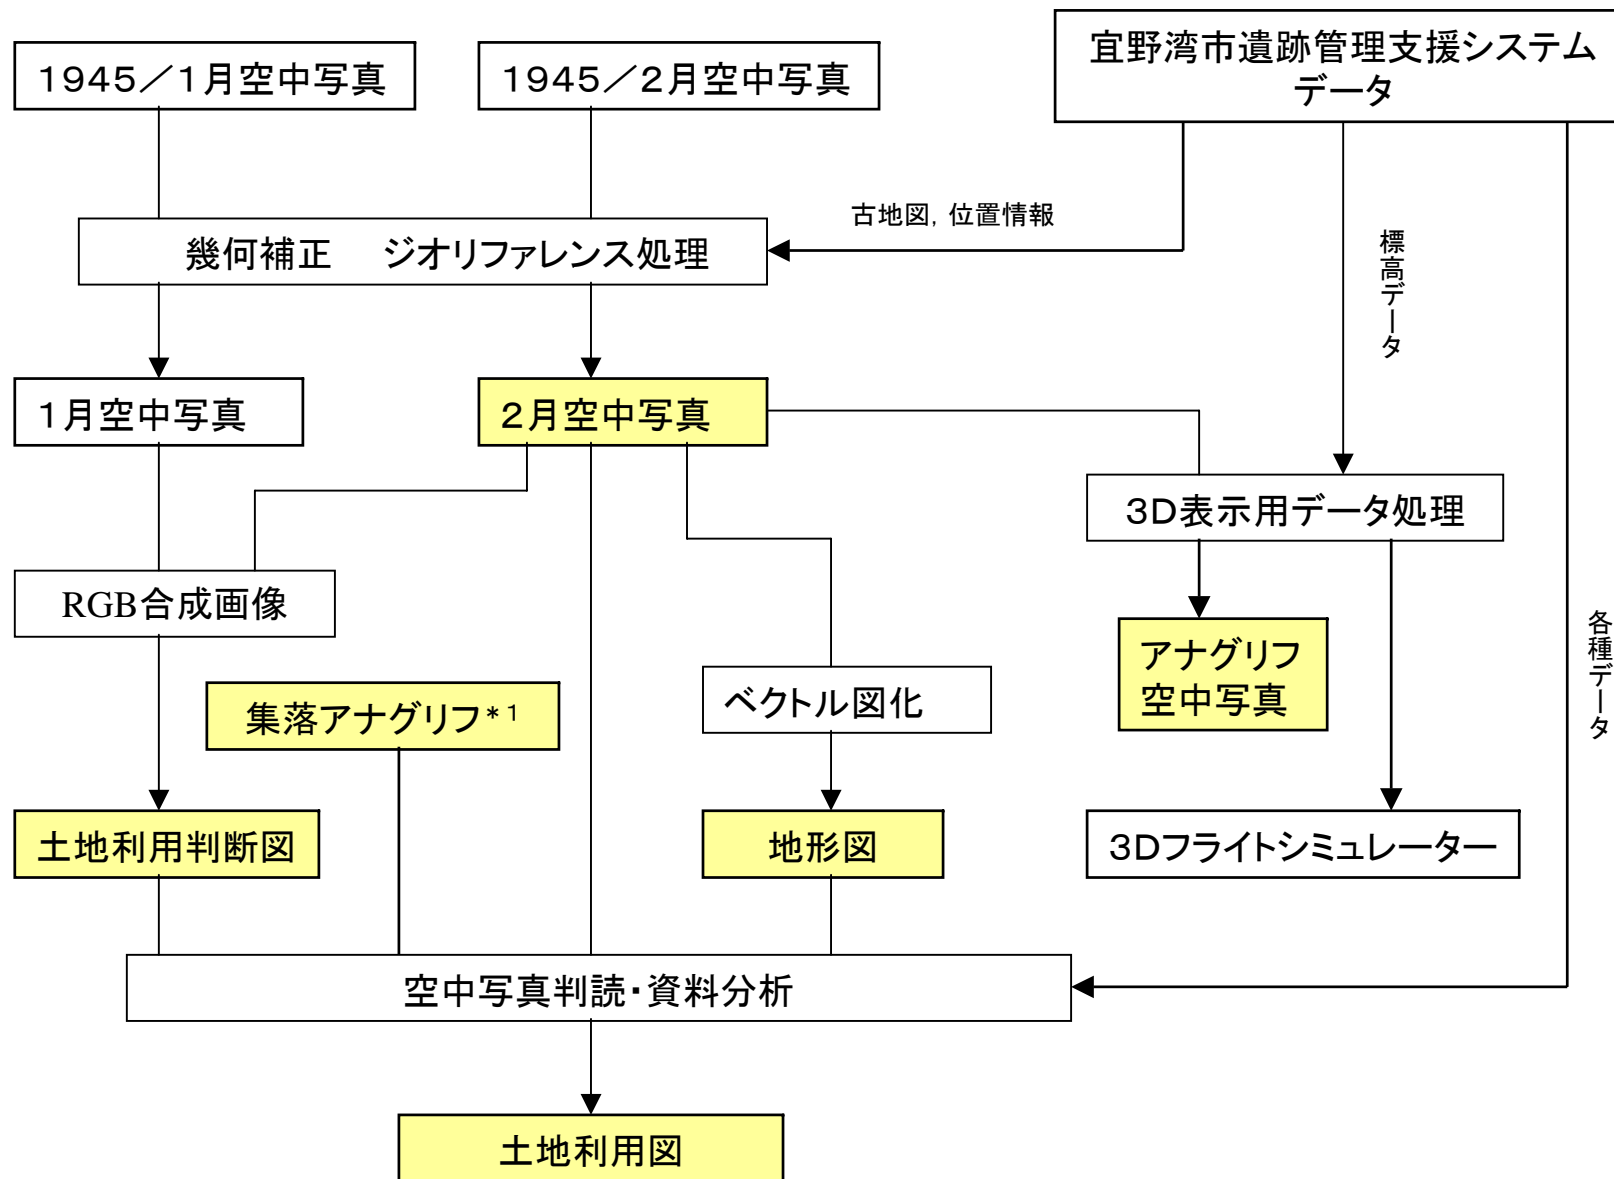 1945／1月空中写真
1945／2月空中写真
宜野湾市遺跡管理支援システム
データ
古地図，位置情報
幾何補正　ジオリファレンス処理
標高データ
1月空中写真
2月空中写真
3D表示用データ処理
RGB合成画像
アナグリフ
空中写真
各種データ
集落アナグリフ*1
ベクトル図化
土地利用判断図
地形図
3Dフライトシミュレーター
空中写真判読・資料分析
土地利用図